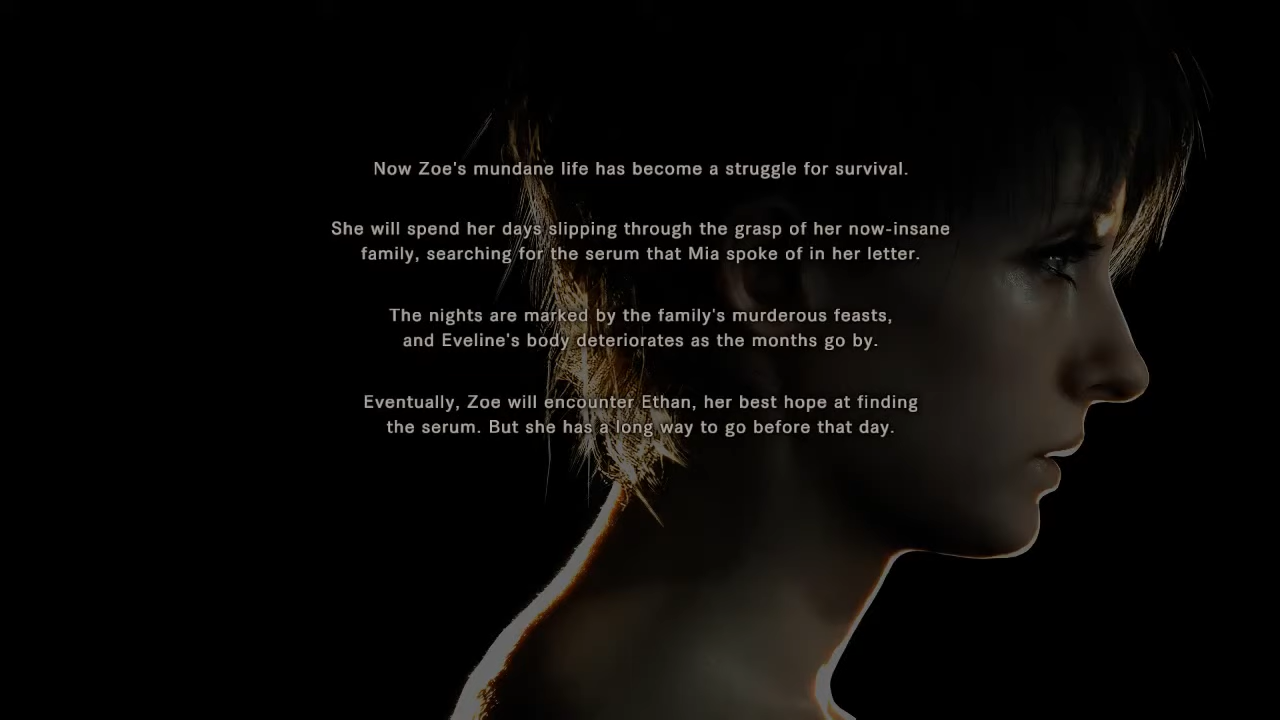 Now Zoe's mundane life has become a struggle for survival.
She will spend her days slipping through the grasp of her now-insane
family, searching for the serum that Mia spoke of in her letter.
The nights are marked by the family's murderous feasts,
and Eveline's body deteriorates as the months go by.
Eventually, Zoe will encounter Ethan, her best hope at finding
the serum. But she has a long way to go before that day.